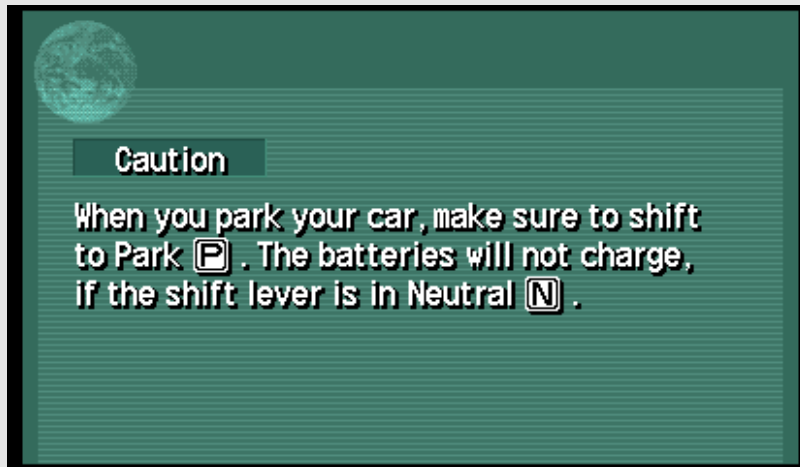 Caution
When you park your car, make sure to shift
to Park P . The batteries will not charge,
if the shift lever is in Neutral N .